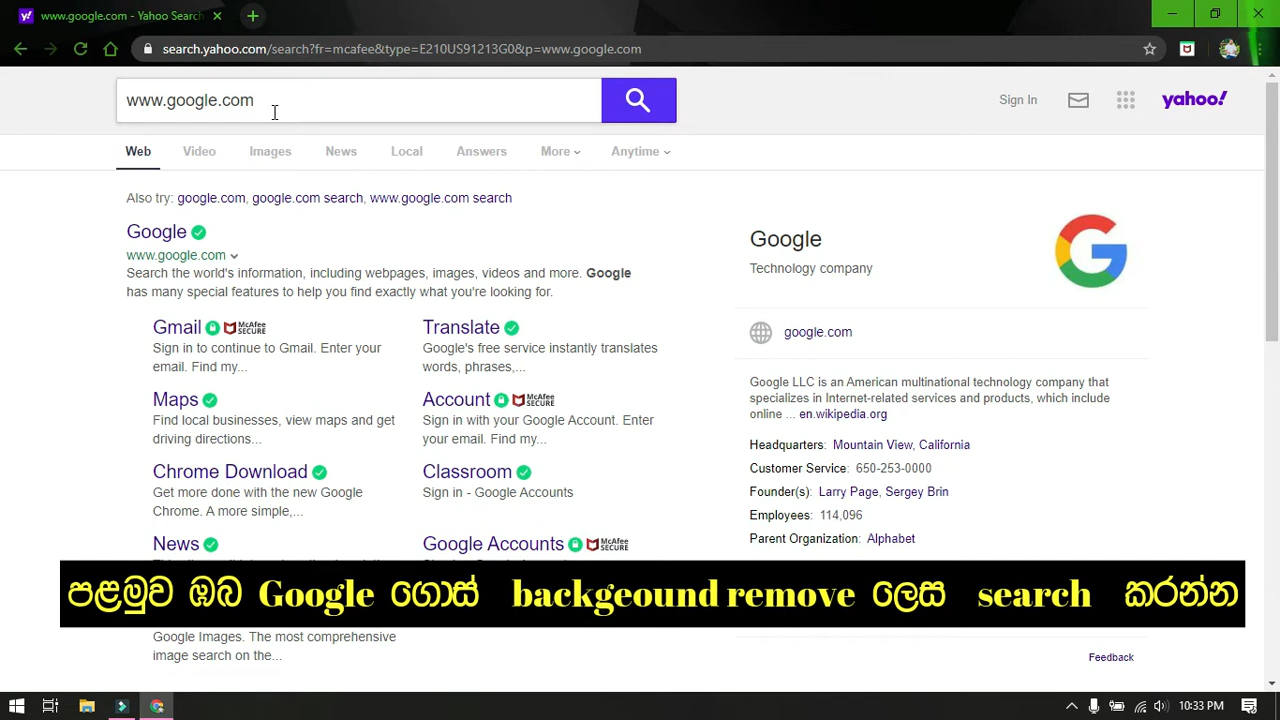 www.google.com - Yahoo Search
search.yahoo.com/search?fr=mcafee&type=E210US91213G0&p=www.google.com
www.google.com
Sign In
yahoo!
Web Video Images News Local Answers More Anytime
Also try: google.com, google.com search, www.google.com search
Google
www.google.com
Search the world's information, including webpages, images, videos and more. Google
has many special features to help you find exactly what you're looking for.
Gmail McAfee SECURE
Sign in to continue to Gmail. Enter your
email. Find my...
Translate
Google's free service instantly translates
words, phrases,...
Maps
Find local businesses, view maps and get
driving directions...
Account McAfee SECURE
Sign in with your Google Account. Enter
your email. Find my...
Chrome Download
Get more done with the new Google
Chrome. A more simple,...
Classroom
Sign in - Google Accounts
News
Google Accounts McAfee SECURE
Google Images. The most comprehensive
image search on the...
Google
Technology company
google.com
Google LLC is an American multinational technology company that
specializes in Internet-related services and products, which include
online ... en.wikipedia.org
Headquarters: Mountain View, California
Customer Service: 650-253-0000
Founder(s): Larry Page, Sergey Brin
Employees: 114,096
Parent Organization: Alphabet
Feedback
පළමුව ඔබ Google ගොස් backgeound remove ලෙස search කරන්න
10:33 PM